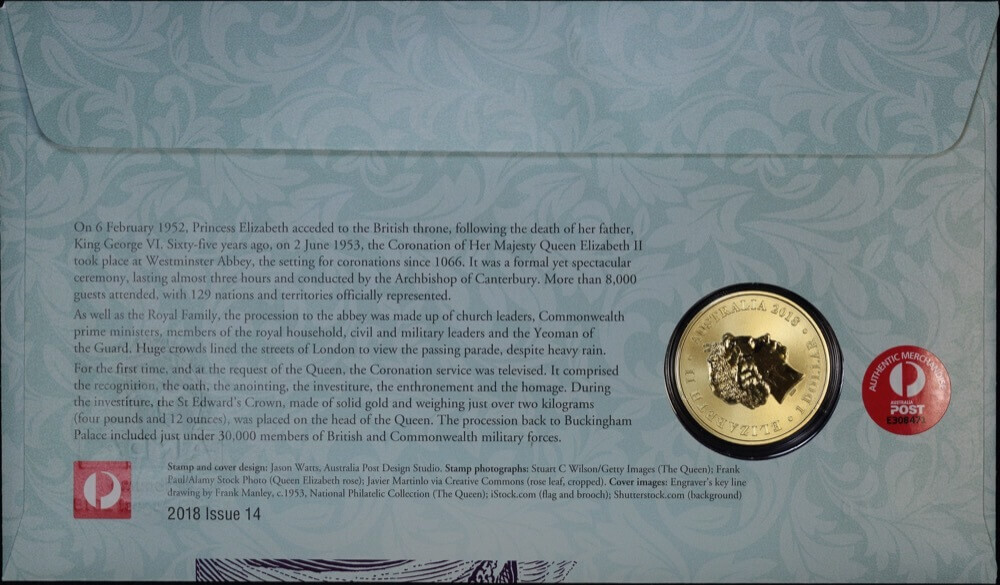 On 6 February 1952, Princess Elizabeth acceded to the British throne, following the death of her father,
King George VI. Sixty-five years ago, on 2 June 1953, the Coronation of Her Majesty Queen Elizabeth II
took place at Westminster Abbey, the setting for coronations since 1066. It was a formal yet spectacular
ceremony, lasting almost three hours and conducted by the Archbishop of Canterbury. More than 8,000
guests attended, with 129 nations and territories officially represented.
As well as the Royal Family, the procession to the abbey was made up of church leaders, Commonwealth
prime ministers, members of the royal household, civil and military leaders and the Yeoman of
the Guard. Huge crowds lined the streets of London to view the passing parade, despite heavy rain.
For the first time, and at the request of the Queen, the Coronation service was televised. It comprised
the recognition, the oath, the anointing, the investiture, the enthronement and the homage. During
the investiture, the St Edward's Crown, made of solid gold and weighing just over two kilograms
(four pounds and 12 ounces), was placed on the head of the Queen. The procession back to Buckingham
Palace included just under 30,000 members of British and Commonwealth military forces.
Stamp and cover design: Jason Watts, Australia Post Design Studio. Stamp photographs: Stuart C Wilson/Getty Images (The Queen); Frank
Paul/Alamy Stock Photo (Queen Elizabeth rose); Javier Martinlo via Creative Commons (rose leaf, cropped). Cover images: Engraver's key line
drawing by Frank Manley, c.1953, National Philatelic Collection (The Queen); iStock.com (flag and brooch); Shutterstock.com (background)
2018 Issue 14
ELIZABETH II AUSTRALIA 2018 1 DOLLAR
AUTHENTIC
AUSTRALIA
POST